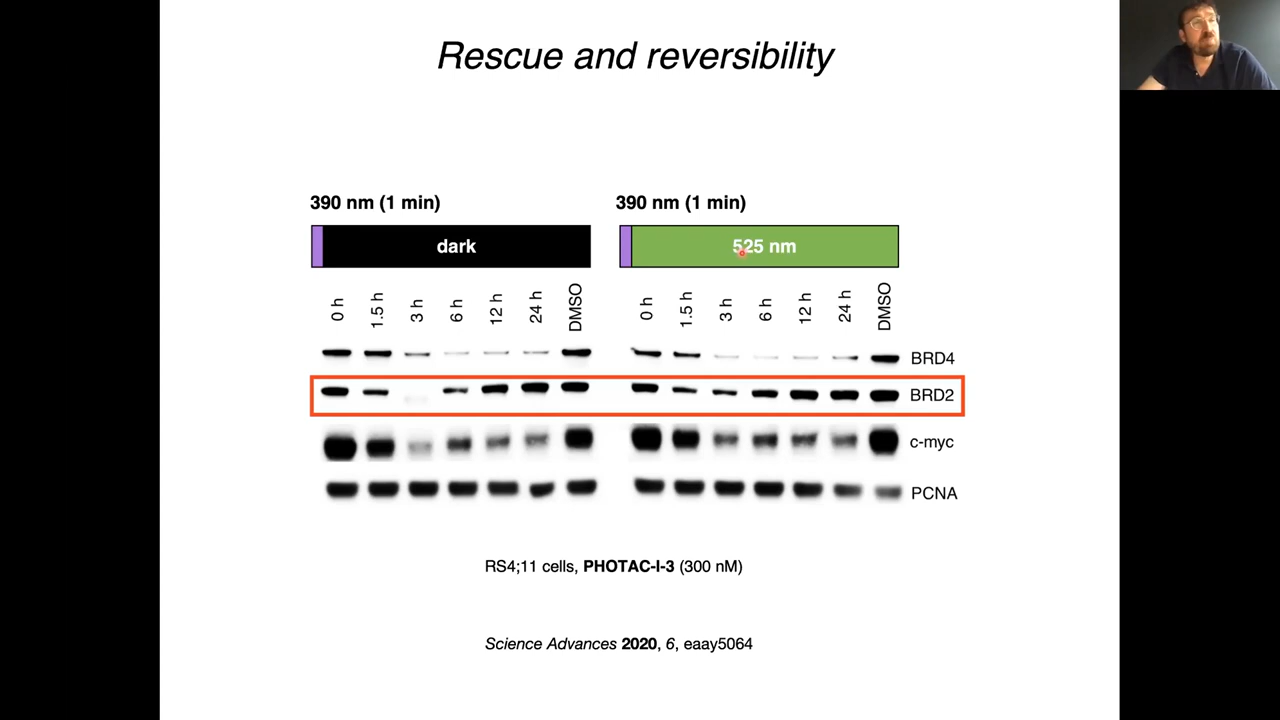 Rescue and reversibility
390 nm (1 min)
390 nm (1 min)
dark
525 nm
0 h
1.5 h
3 h
6 h
12 h
24 h
DMSO
0 h
1.5 h
3 h
6 h
12 h
24 h
DMSO
BRD4
BRD2
c-myc
PCNA
RS4;11 cells, PHOTAC-I-3 (300 nM)
Science Advances 2020, 6, eaay5064